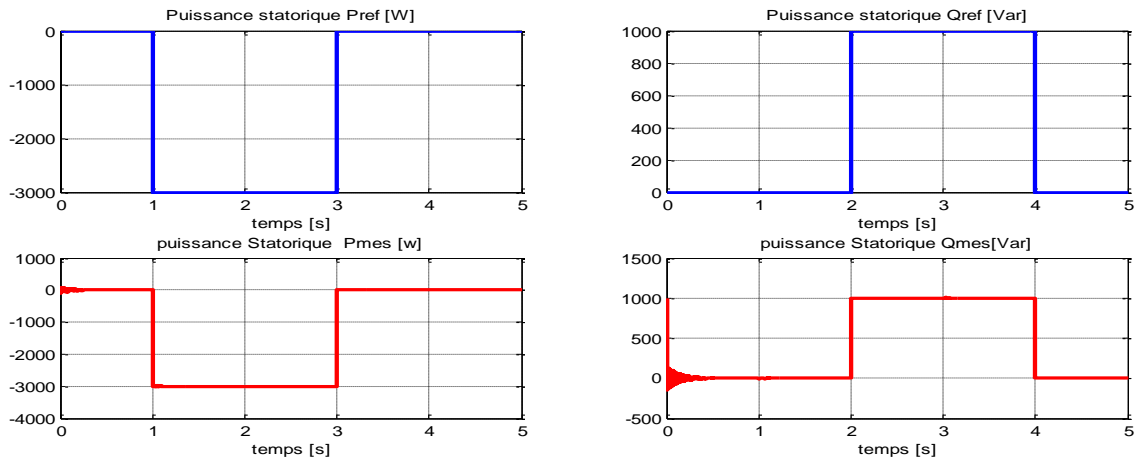 Puissance statorique Pref [W]
0
-1000
-2000
-3000
0 1 2 3 4 5
temps [s]
Puissance statorique Qref [Var]
1000
800
600
400
200
0
0 1 2 3 4 5
temps [s]
puissance Statorique Pmes [w]
1000
0
-1000
-2000
-3000
-4000
0 1 2 3 4 5
temps [s]
puissance Statorique Qmes[Var]
1500
1000
500
0
-500
0 1 2 3 4 5
temps [s]